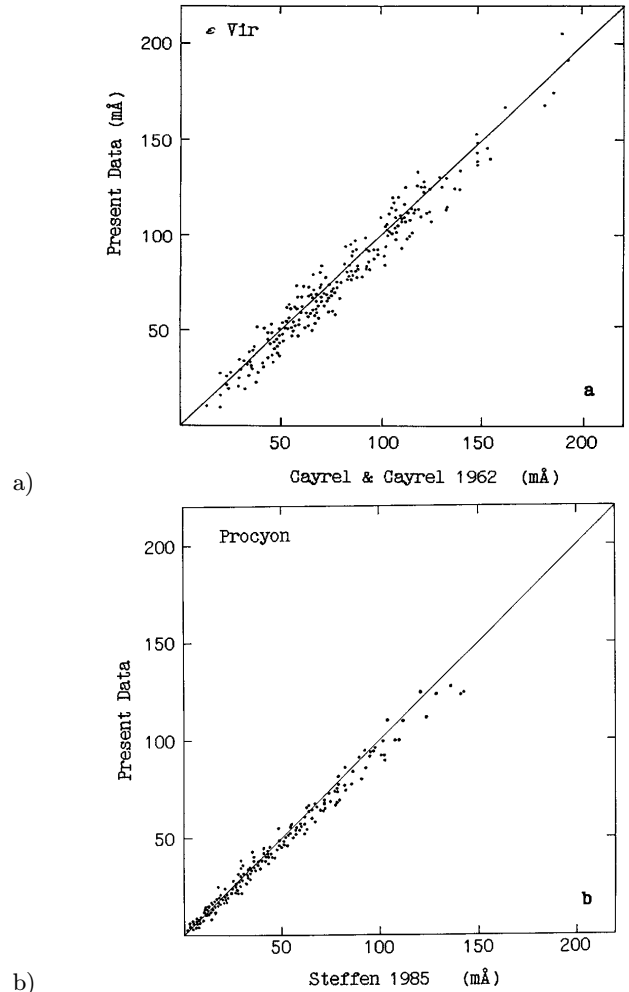 ε Vir
200
150
100
50
Present Data (mÅ)
a
50 100 150 200
Cayrel & Cayrel 1962 (mÅ)
a)
Procyon
200
150
100
50
Present Data
b
50 100 150 200
Steffen 1985 (mÅ)
b)